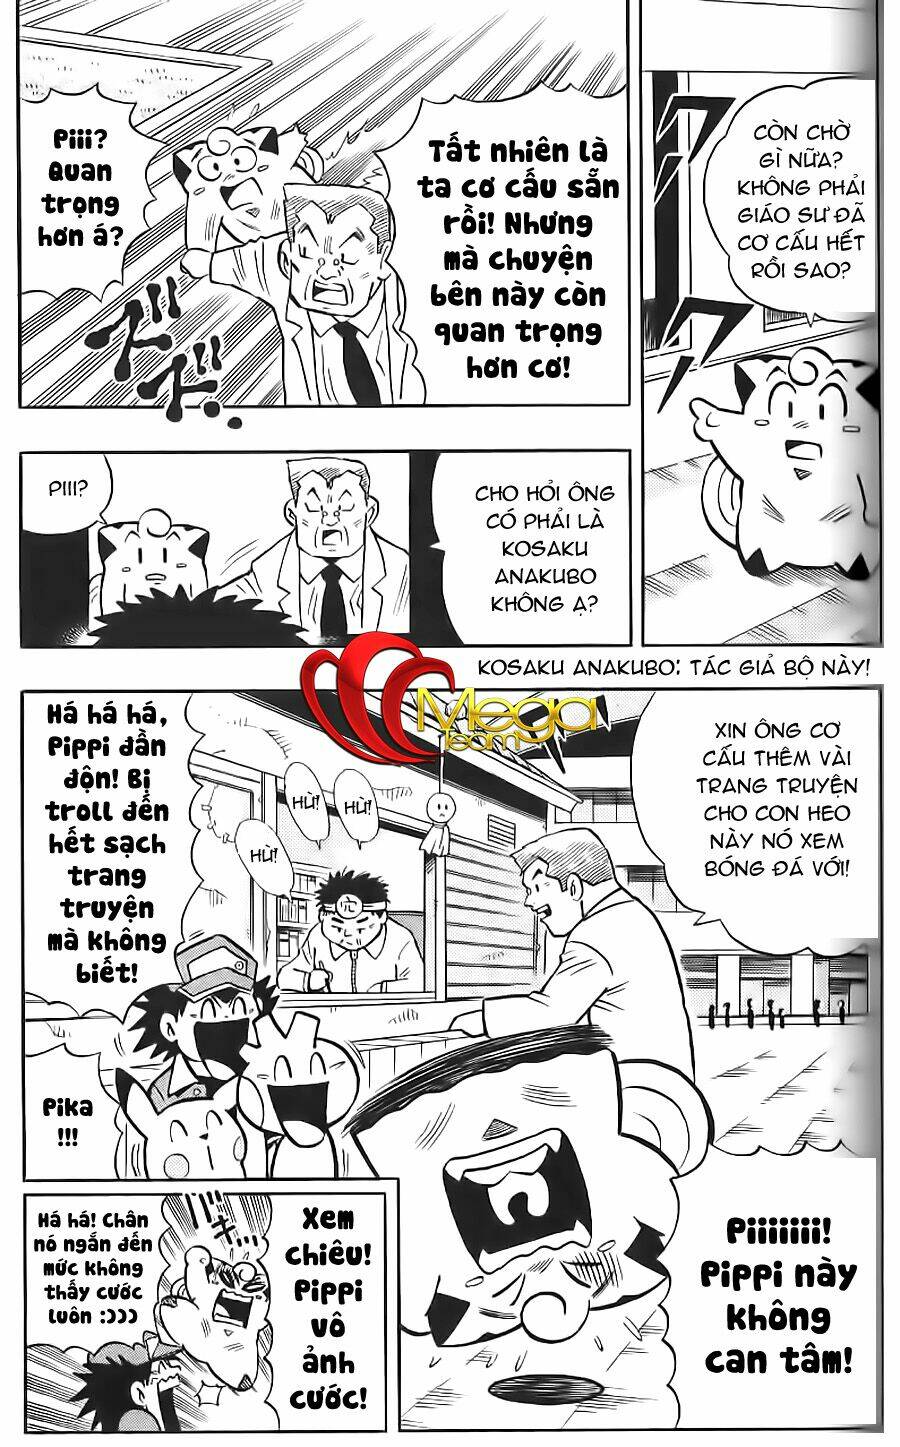 CÒN CHỜ
GÌ NỮA?
KHÔNG PHẢI
GIÁO SƯ ĐÃ
CƠ CẤU HẾT
RỒI SAO?
Tất nhiên là
ta cơ cấu sẵn
rồi! Nhưng
mà chuyện
bên này còn
quan trọng
hơn cơ!
Piii?
Quan
trọng
hơn á?
ズズ
CHO HỎI ÔNG
CÓ PHẢI LÀ
KOSAKU
ANAKUBO
KHÔNG Ạ?
PIII?
KOSAKU ANAKUBO: TÁC GIẢ BỘ NÀY!
Mega
Team
XIN ÔNG CƠ
CẤU THÊM VÀI
TRANG TRUYỆN
CHO CON HEO
NÀY NÓ XEM
BÓNG ĐÁ VỚI!
HỪ!
HỪ!
HỪ!
Há há há,
Pippi đần
độn! Bị
troll đến
hết sạch
trang
truyện
mà không
biết!
Pika
!!!
Piiiiiii!
Pippi này
không
can tâm!
Xem
chiêu!
Pippi
vô
ảnh
cước!
Há há! Chân
nó ngắn đến
mức không
thấy cước
luôn :)))